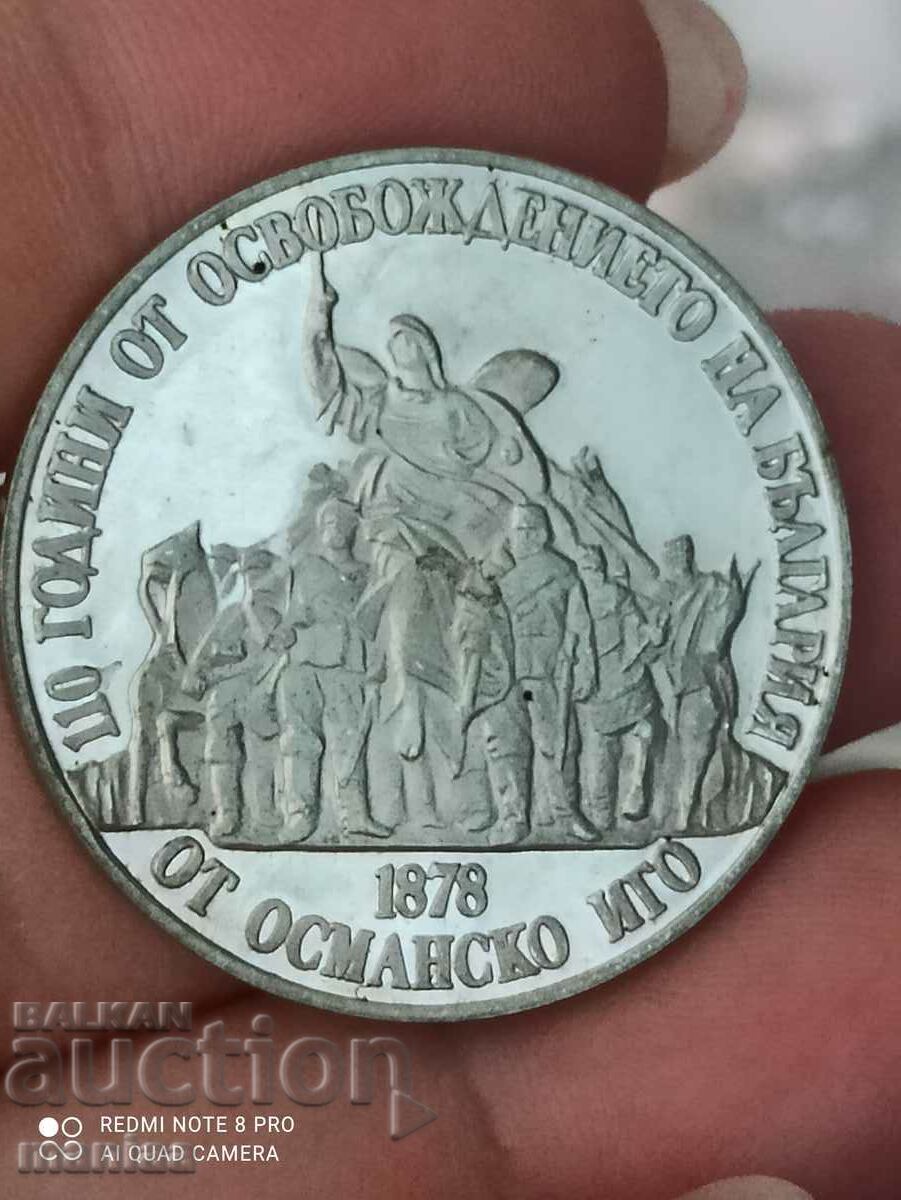 110 ГОДИНИ ОТ ОСВОБОЖДЕНИЕТО НА БЪЛГАРИЯ
1878
ОТ ОСМАНСКО ИГО
BALKAN
auction
REDMI NOTE 8 PRO
AI QUAD CAMERA